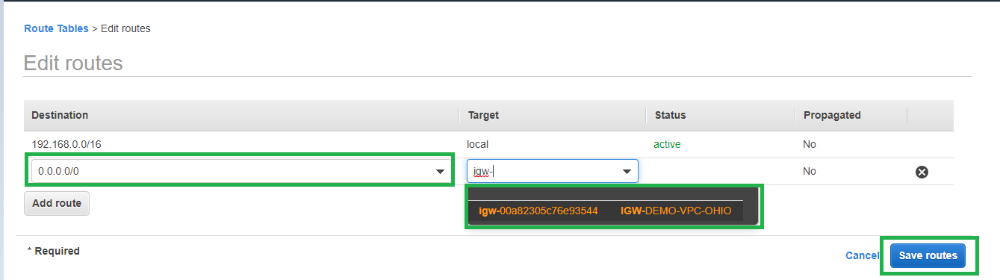 Route Tables > Edit routes
Edit routes
Destination Target Status Propagated
192.168.0.0/16 local active No
0.0.0.0/0 igw- No
Add route
igw-00a82305c76e93544 IGW-DEMO-VPC-OHIO
* Required
Cancel Save routes